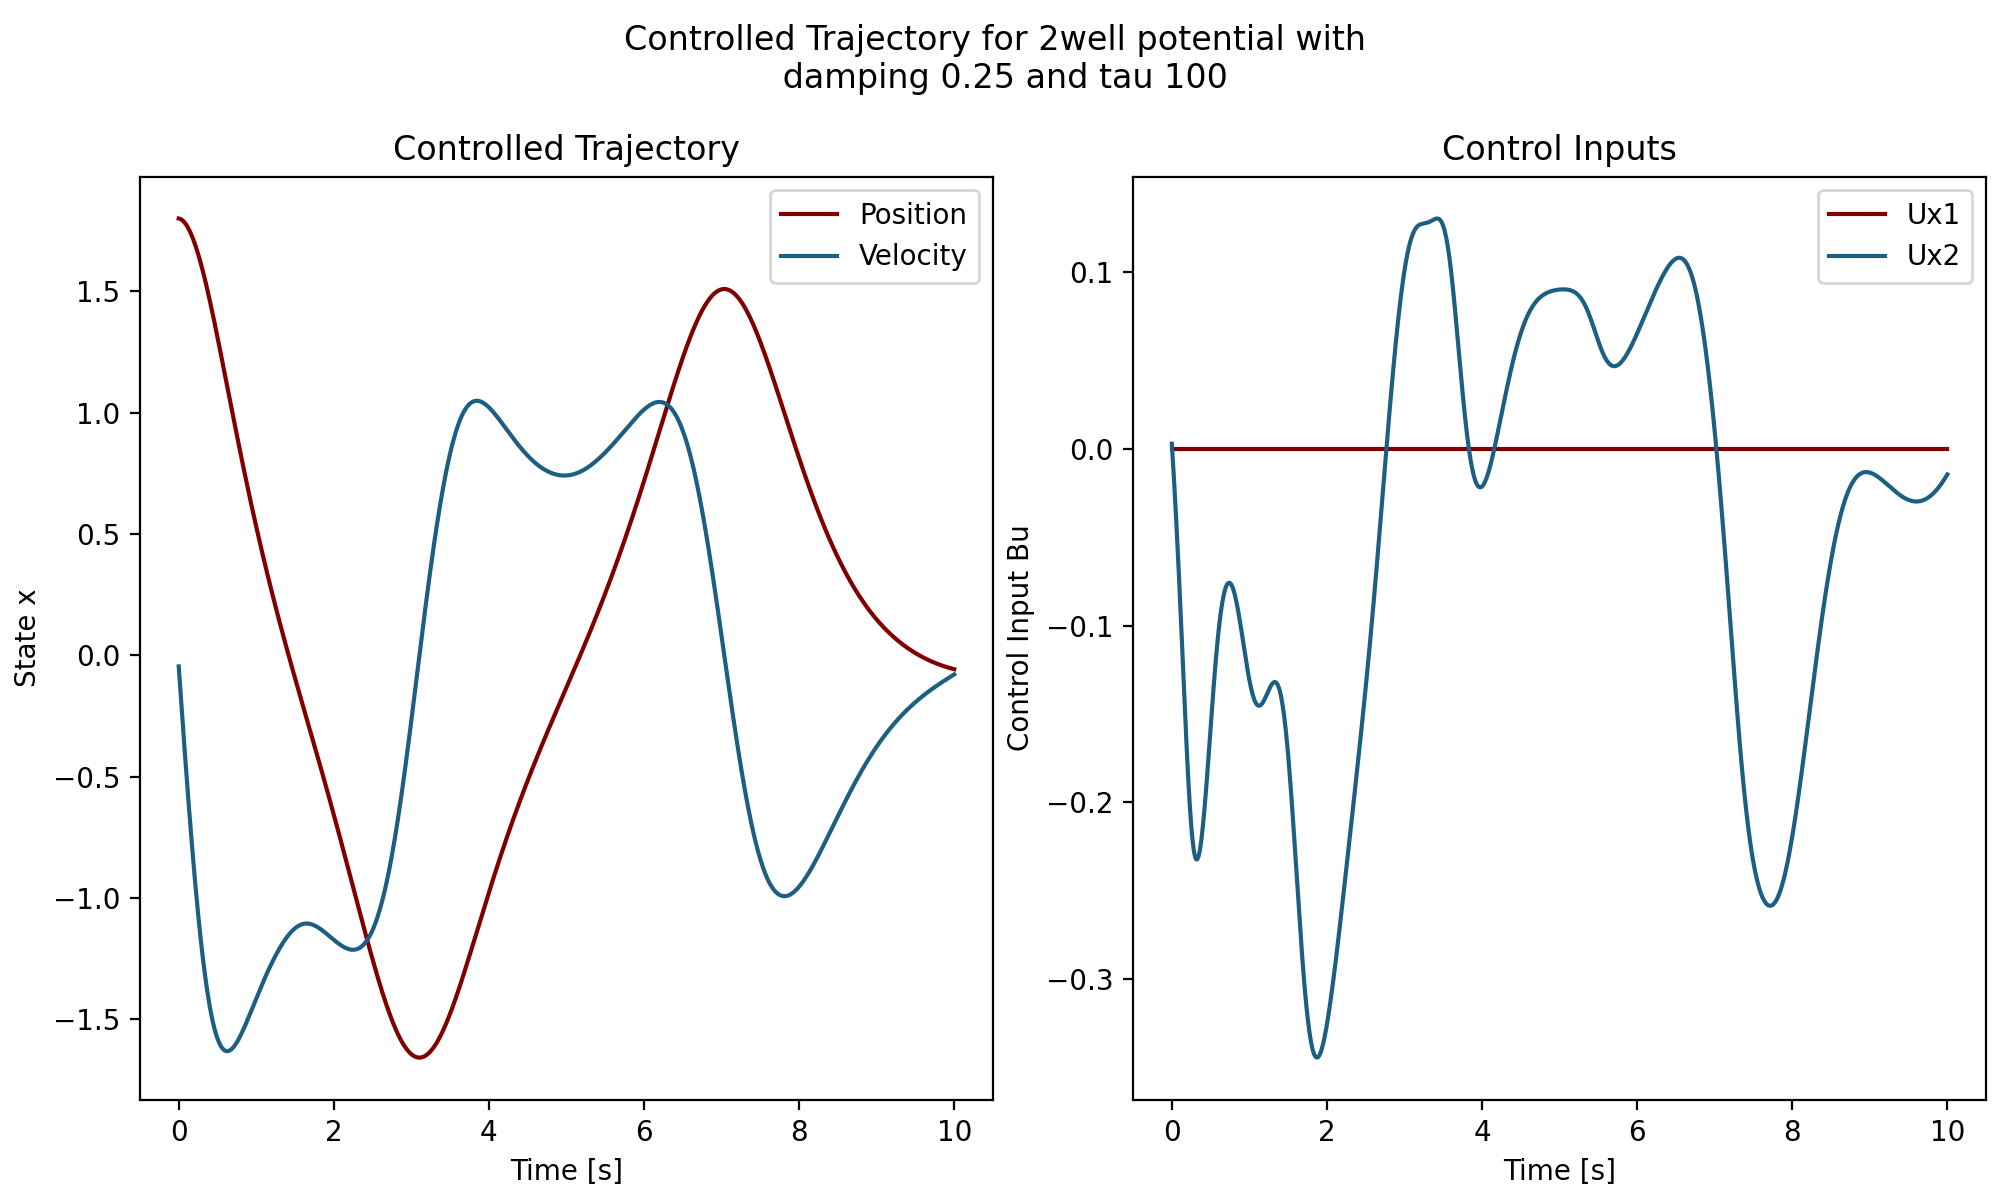 Controlled Trajectory for 2well potential with
damping 0.25 and tau 100
Controlled Trajectory
Position
Velocity
1.5
1.0
0.5
0.0
−0.5
−1.0
−1.5
State x
0
2
4
6
8
10
Time [s]
Control Inputs
Ux1
Ux2
0.1
0.0
−0.1
−0.2
−0.3
Control Input Bu
0
2
4
6
8
10
Time [s]